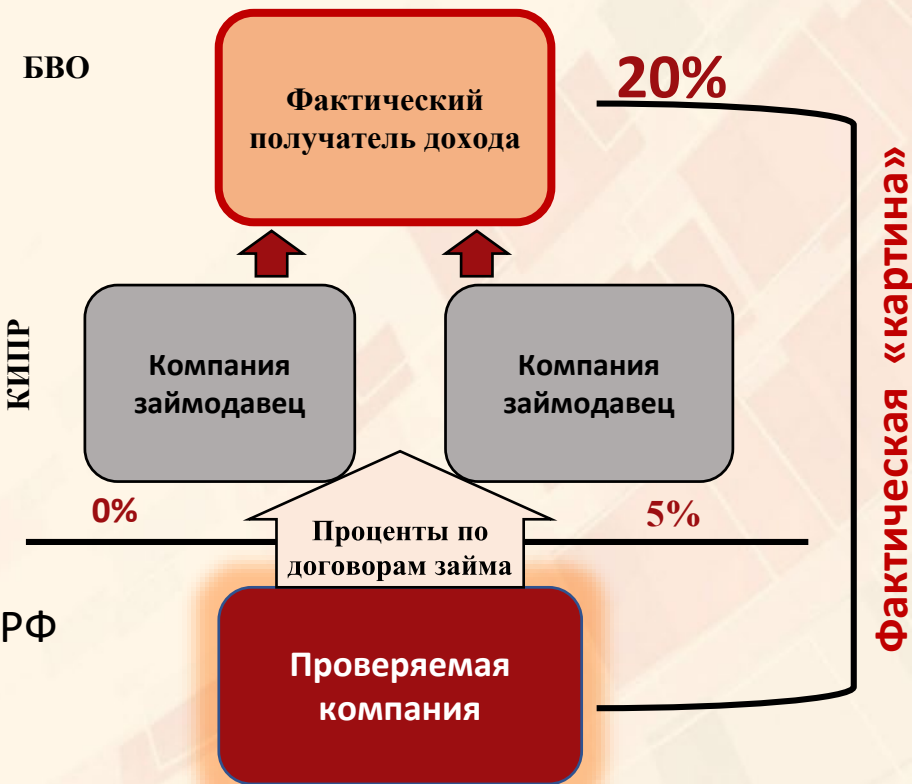 БВО
Фактический
получатель дохода
20%
КИПР
Компания
займодавец
Компания
займодавец
0%
5%
Проценты по
договорам займа
РФ
Проверяемая
компания
Фактическая «картина»